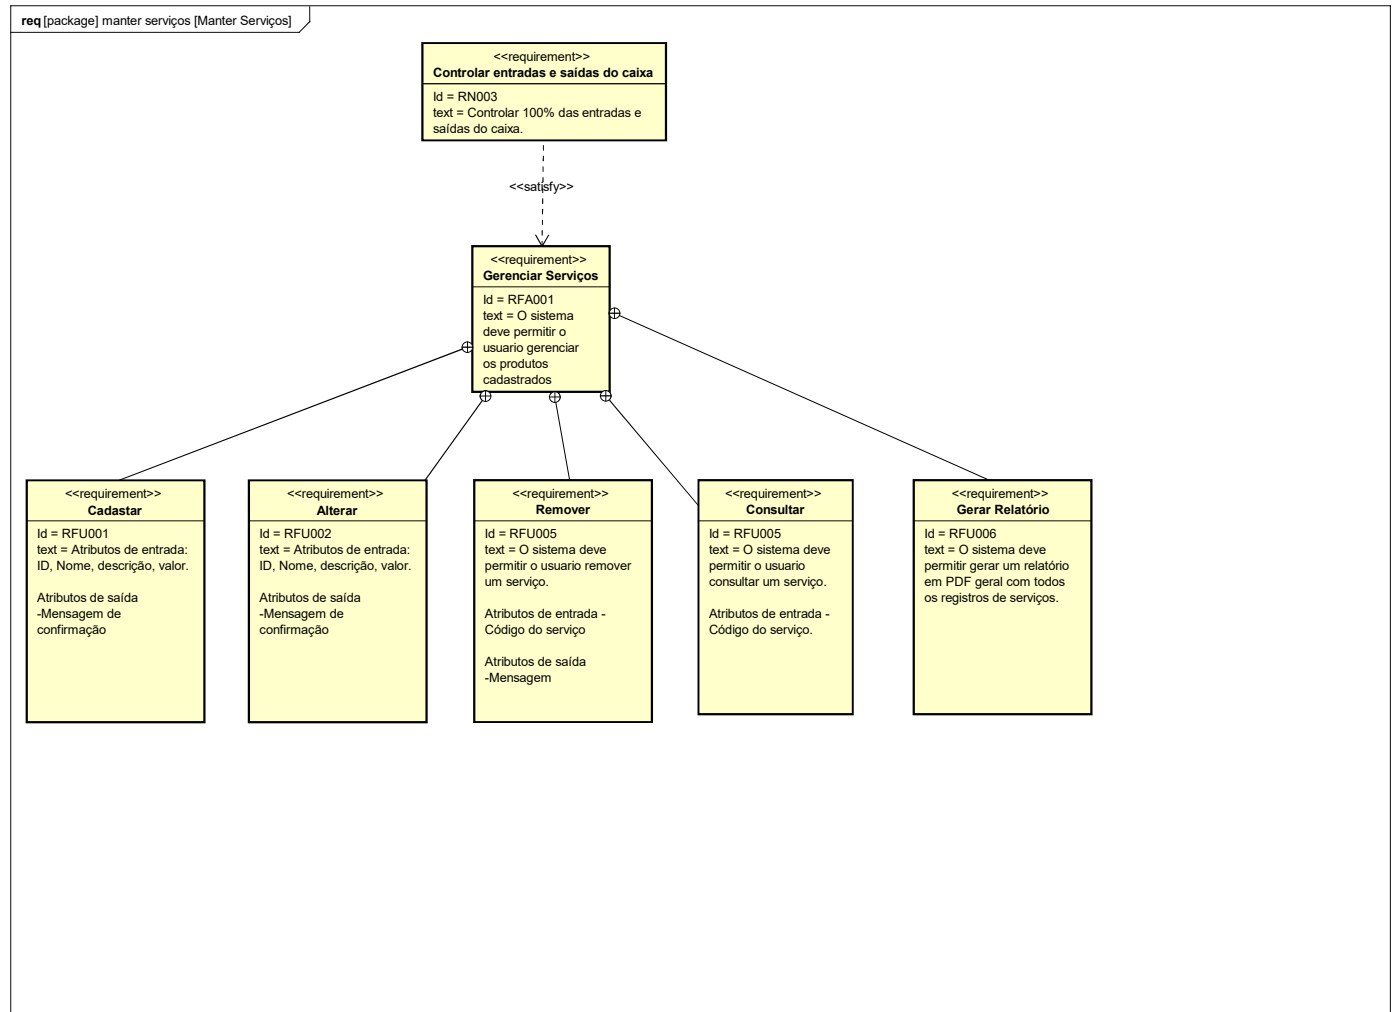 req [package] manter serviços [Manter Serviços]
<<requirement>>
Controlar entradas e saídas do caixa
Id = RN003
text = Controlar 100% das entradas e
saídas do caixa.
<<satisfy>>
<<requirement>>
Gerenciar Serviços
Id = RFA001
text = O sistema
deve permitir o
usuario gerenciar
os produtos
cadastrados
<<requirement>>
Cadastar
Id = RFU001
text = Atributos de entrada:
ID, Nome, descrição, valor.
Atributos de saída
-Mensagem de
confirmação
<<requirement>>
Alterar
Id = RFU002
text = Atributos de entrada:
ID, Nome, descrição, valor.
Atributos de saída
-Mensagem de
confirmação
<<requirement>>
Remover
Id = RFU005
text = O sistema deve
permitir o usuario remover
um serviço.
Atributos de entrada -
Código do serviço
Atributos de saída
-Mensagem
<<requirement>>
Consultar
Id = RFU005
text = O sistema deve
permitir o usuario
consultar um serviço.
Atributos de entrada -
Código do serviço.
<<requirement>>
Gerar Relatório
Id = RFU006
text = O sistema deve
permitir gerar um relatório
em PDF geral com todos
os registros de serviços.